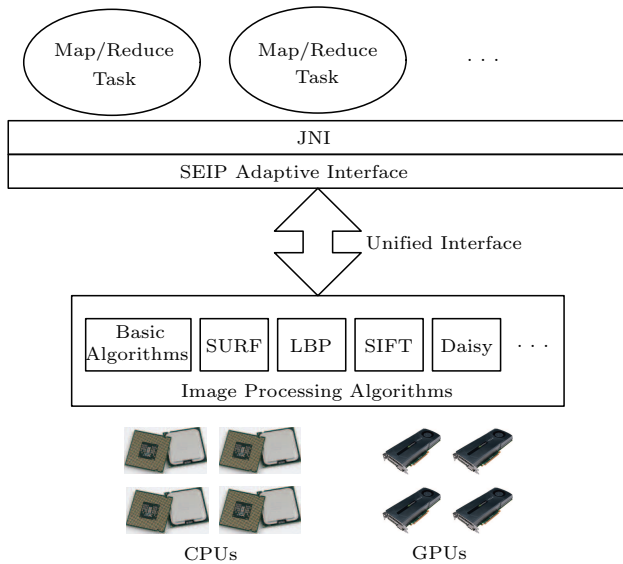 Map/Reduce
Task
Map/Reduce
Task
· · ·
JNI
SEIP Adaptive Interface
Unified Interface
Basic
Algorithms
SURF
LBP
SIFT
Daisy
· · ·
Image Processing Algorithms
CPUs
GPUs